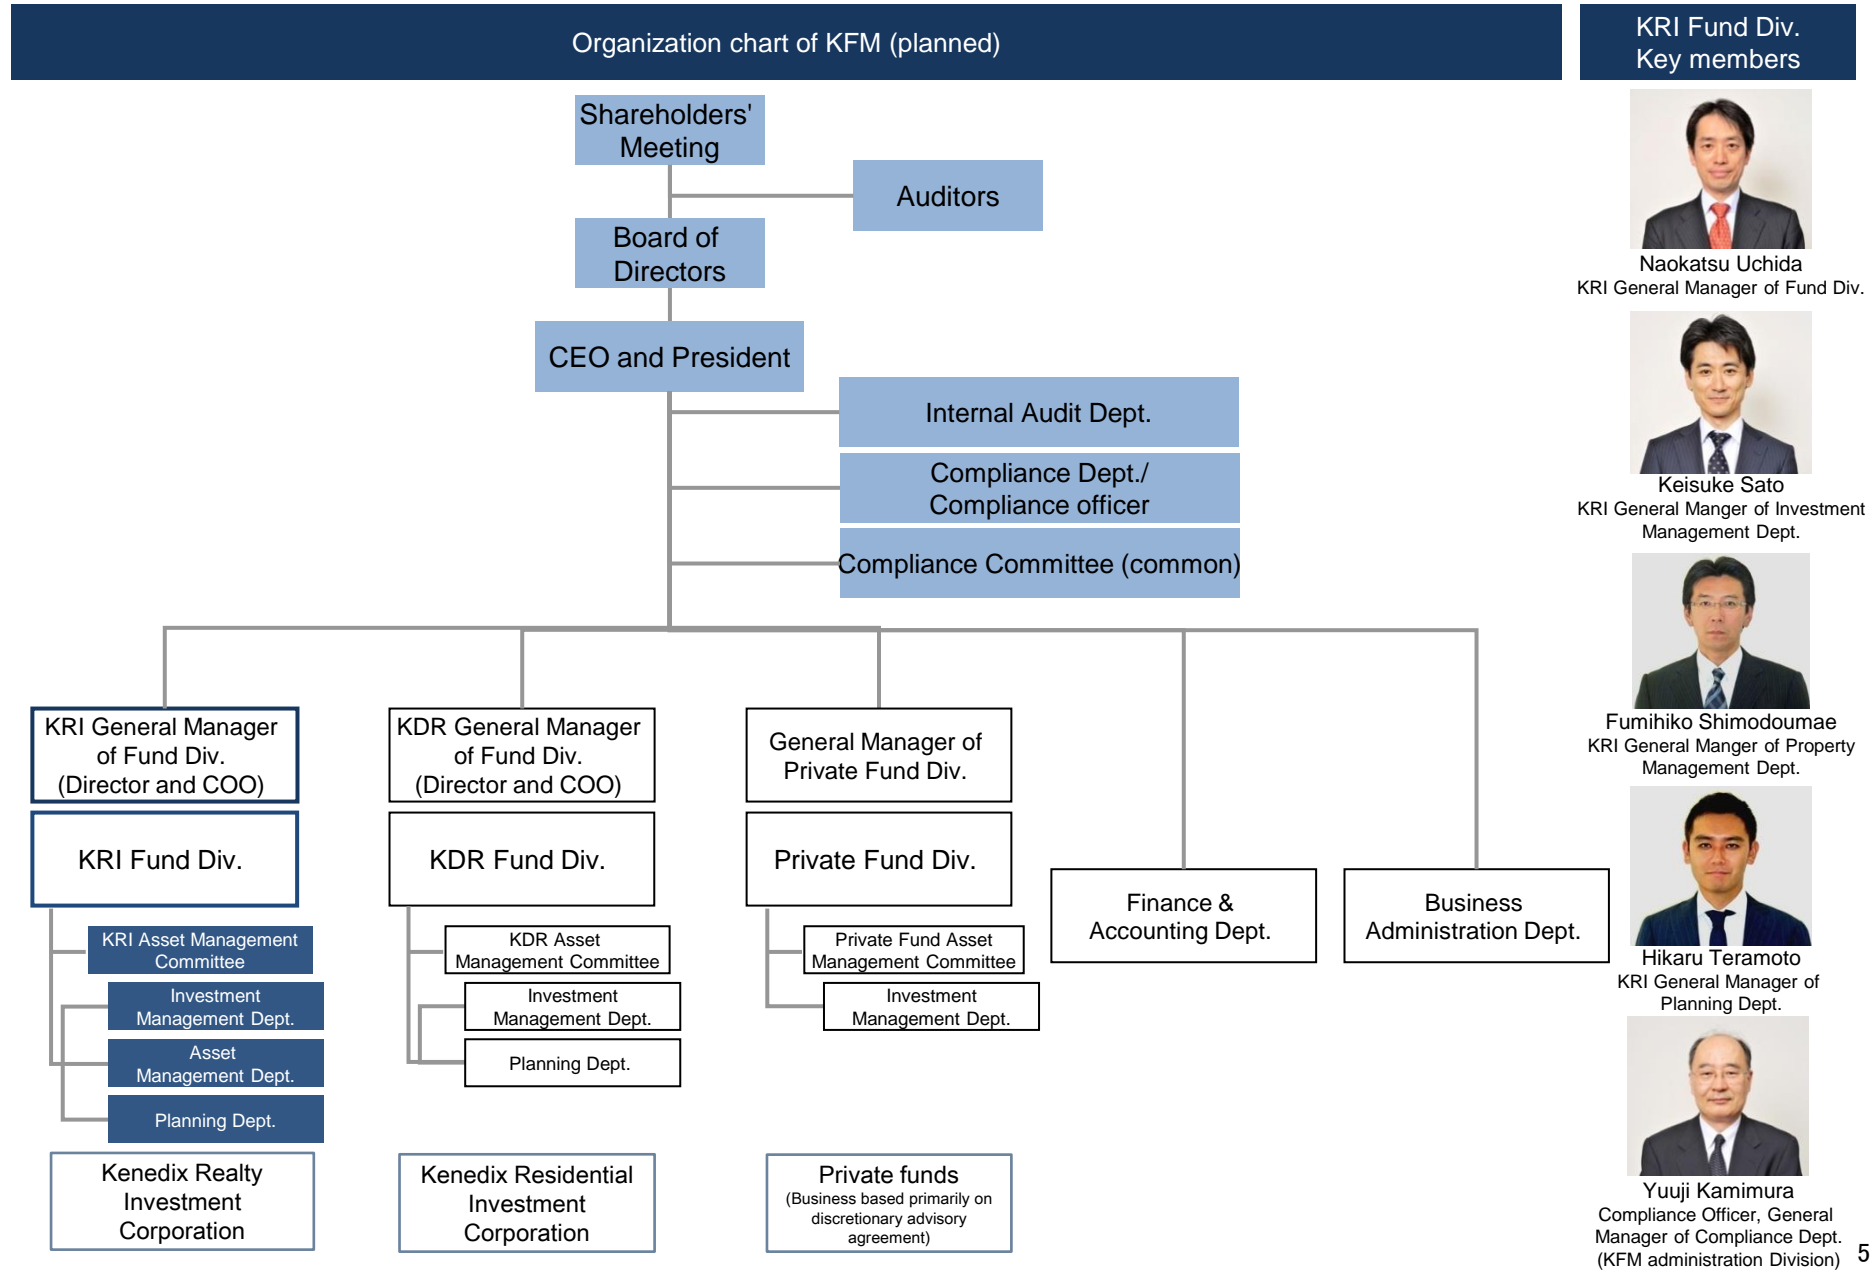 Organization chart of KFM (planned)
KRI Fund Div.
Key members
Shareholders'
Meeting
Auditors
Board of
Directors
CEO and President
Internal Audit Dept.
Compliance Dept./
Compliance officer
Compliance Committee (common)
KRI General Manager
of Fund Div.
(Director and COO)
KDR General Manager
of Fund Div.
(Director and COO)
General Manager of
Private Fund Div.
KRI Fund Div.
KDR Fund Div.
Private Fund Div.
Finance &
Accounting Dept.
Business
Administration Dept.
KRI Asset Management
Committee
Investment
Management Dept.
Asset
Management Dept.
Planning Dept.
KDR Asset
Management Committee
Investment
Management Dept.
Planning Dept.
Private Fund Asset
Management Committee
Investment
Management Dept.
Kenedix Realty
Investment
Corporation
Kenedix Residential
Investment
Corporation
Private funds
(Business based primarily on
discretionary advisory
agreement)
Naokatsu Uchida
KRI General Manager of Fund Div.
Keisuke Sato
KRI General Manger of Investment
Management Dept.
Fumihiko Shimodoumae
KRI General Manger of Property
Management Dept.
Hikaru Teramoto
KRI General Manager of
Planning Dept.
Yuuji Kamimura
Compliance Officer, General
Manager of Compliance Dept.
(KFM administration Division)
5